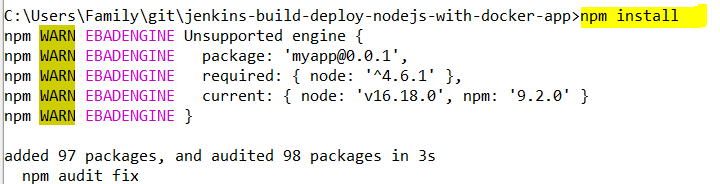 C:\Users\Family\git\jenkins-build-deploy-nodejs-with-docker-app>npm install
npm WARN EBADENGINE Unsupported engine {
npm WARN EBADENGINE   package: 'myapp@0.0.1',
npm WARN EBADENGINE   required: { node: '^4.6.1' },
npm WARN EBADENGINE   current: { node: 'v16.18.0', npm: '9.2.0' }
npm WARN EBADENGINE }
added 97 packages, and audited 98 packages in 3s
  npm audit fix